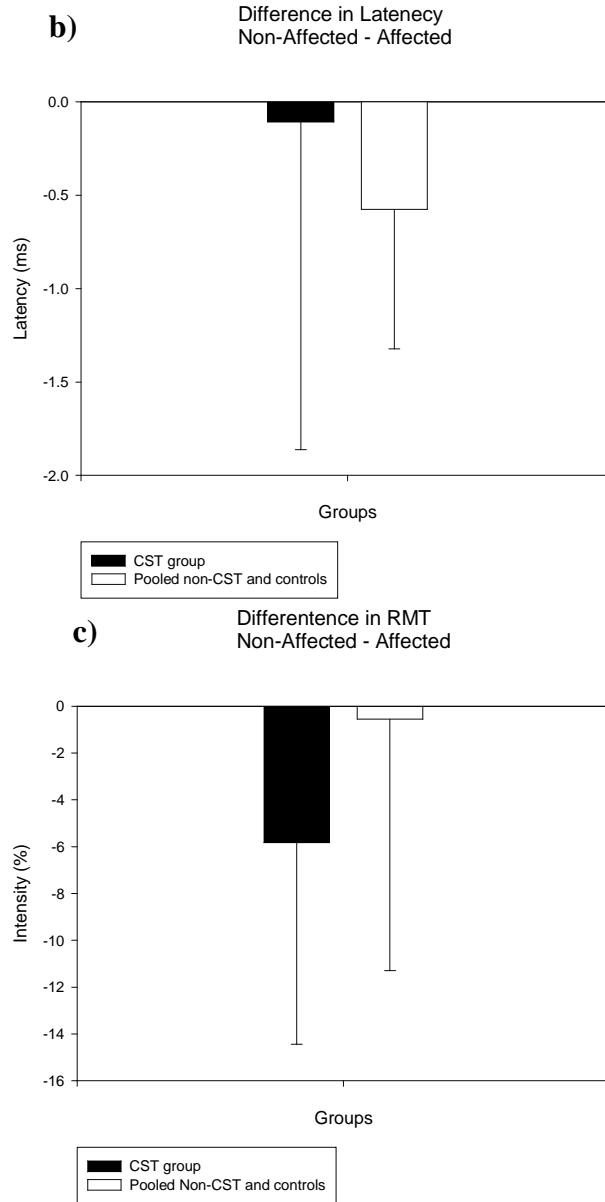 b)
Difference in Latenecy
Non-Affected - Affected
0.0
-0.5
-1.0
-1.5
-2.0
Latency (ms)
Groups
CST group
Pooled non-CST and controls
c)
Differentence in RMT
Non-Affected - Affected
0
-2
-4
-6
-8
-10
-12
-14
-16
Intensity (%)
Groups
CST group
Pooled Non-CST and controls